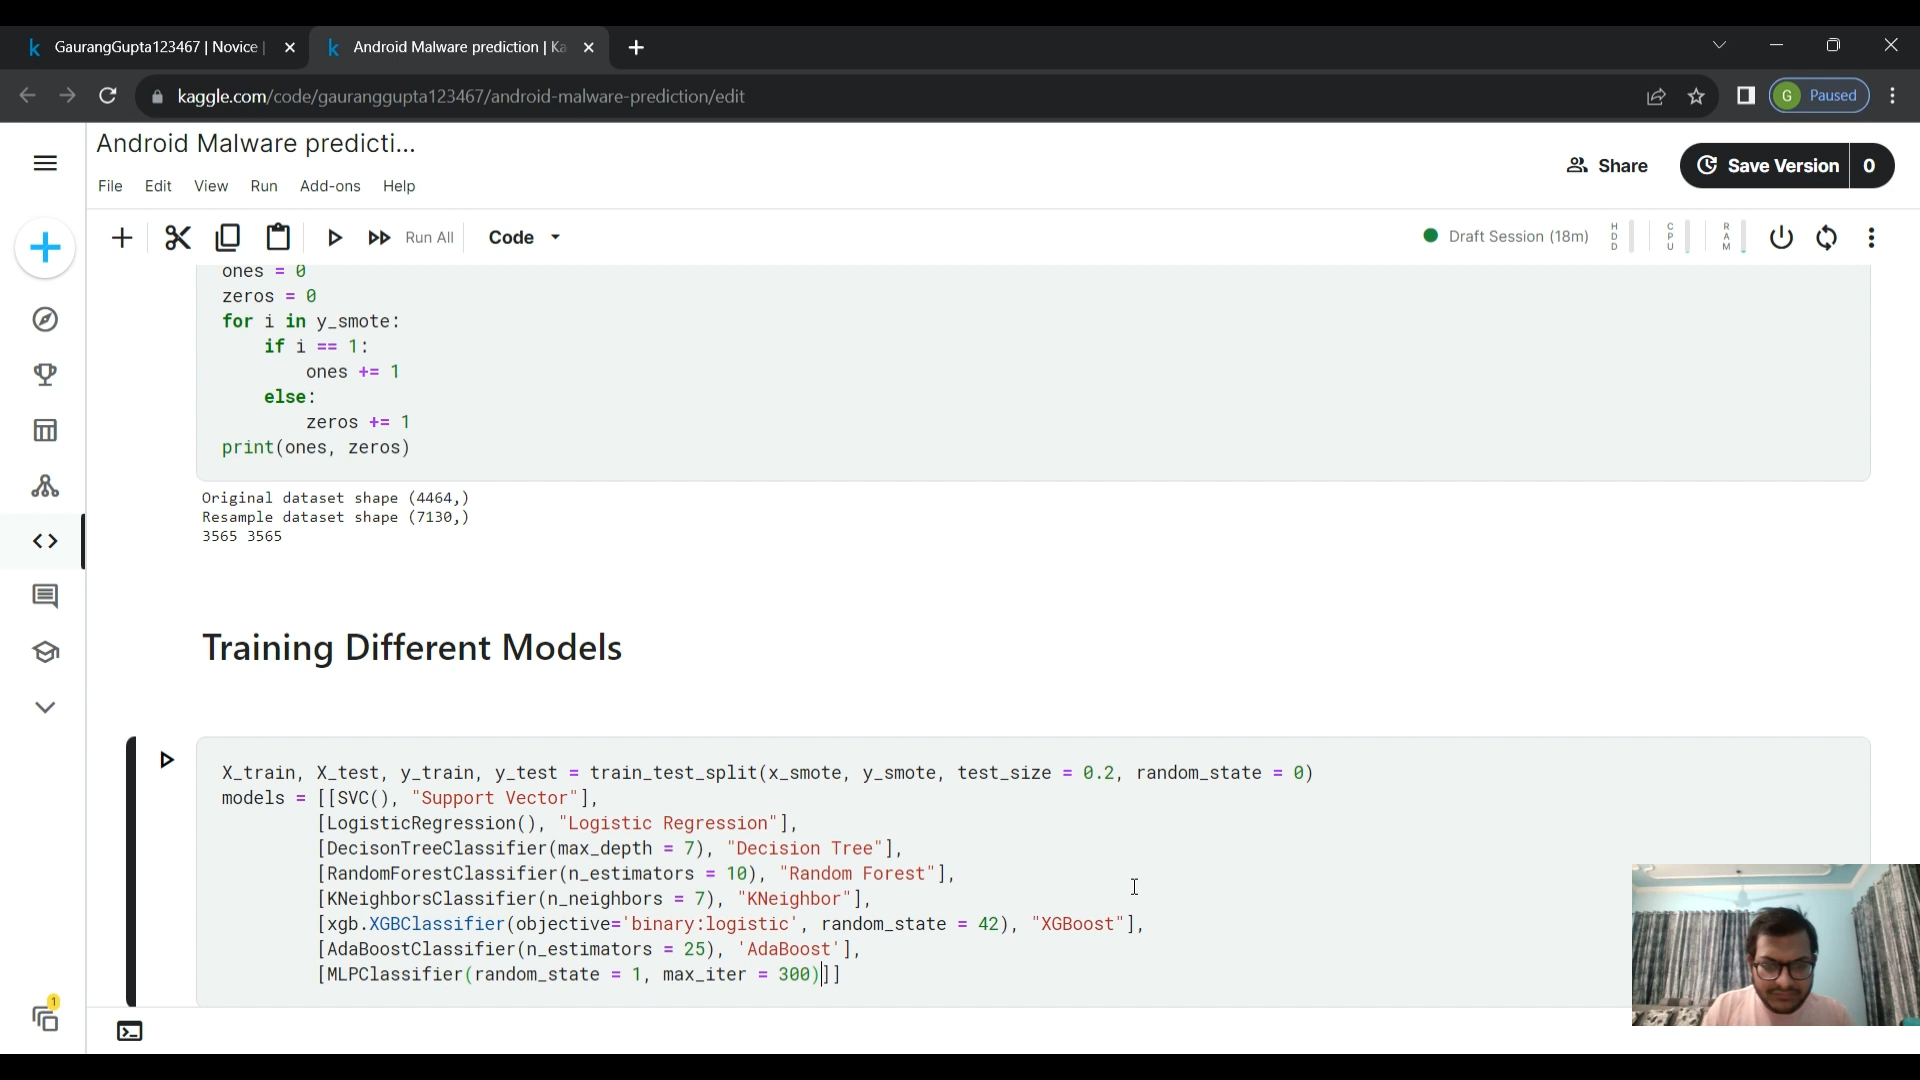 GaurangGupta123467 | Novice |
Android Malware prediction | Ka
kaggle.com/code/gauranggupta123467/android-malware-prediction/edit
G Paused
Android Malware predicti...
File Edit View Run Add-ons Help
Share
Save Version 0
Run All
Code
Draft Session (18m)
HDD
CPU
RAM
ones = 0
zeros = 0
for i in y_smote:
    if i == 1:
        ones += 1
    else:
        zeros += 1
print(ones, zeros)
Original dataset shape (4464,)
Resample dataset shape (7130,)
3565 3565
Training Different Models
X_train, X_test, y_train, y_test = train_test_split(x_smote, y_smote, test_size = 0.2, random_state = 0)
models = [[SVC(), "Support Vector"],
         [LogisticRegression(), "Logistic Regression"],
         [DecisonTreeClassifier(max_depth = 7), "Decision Tree"],
         [RandomForestClassifier(n_estimators = 10), "Random Forest"],
         [KNeighborsClassifier(n_neighbors = 7), "KNeighbor"],
         [xgb.XGBClassifier(objective='binary:logistic', random_state = 42), "XGBoost"],
         [AdaBoostClassifier(n_estimators = 25), 'AdaBoost'],
         [MLPClassifier(random_state = 1, max_iter = 300)]]
1